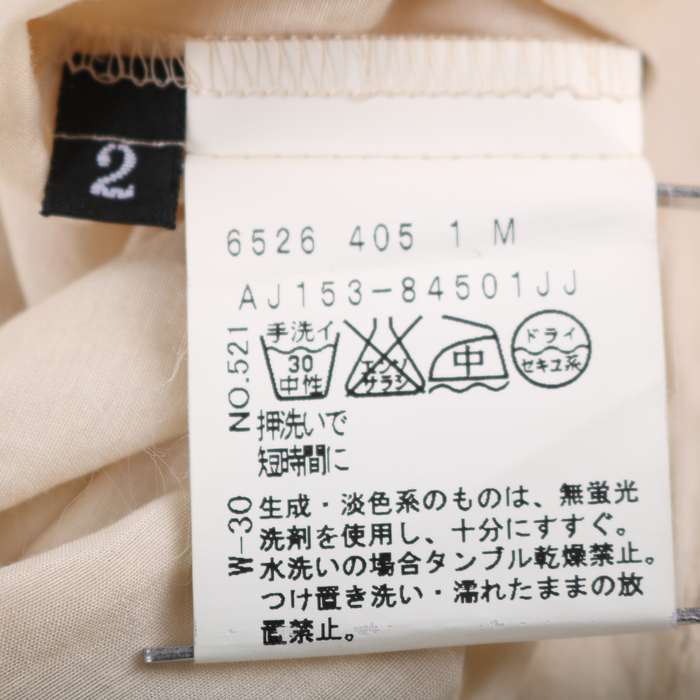 2
6526 405 1 M
AJ153-84501JJ
NO.521
手洗イ
30
中性
エンソ
サラシ
中
ドライ
セキユ系
押洗いで
短時間に
W-30
生成・淡色系のものは、無蛍光
洗剤を使用し、十分にすすぐ。
水洗いの場合タンブル乾燥禁止。
つけ置き洗い・濡れたままの放
置禁止。